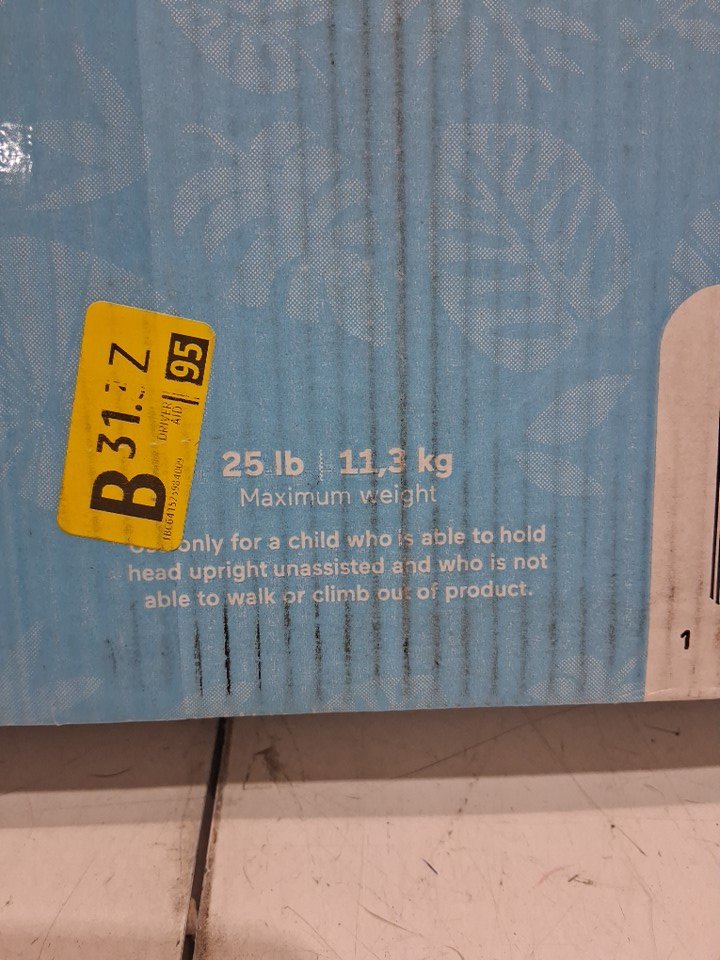 B 31. Z
95
DRIVER
AID
25 lb 11,3 kg
Maximum weight
only for a child who is able to hold
head upright unassisted and who is not
able to walk or climb out of product.
1